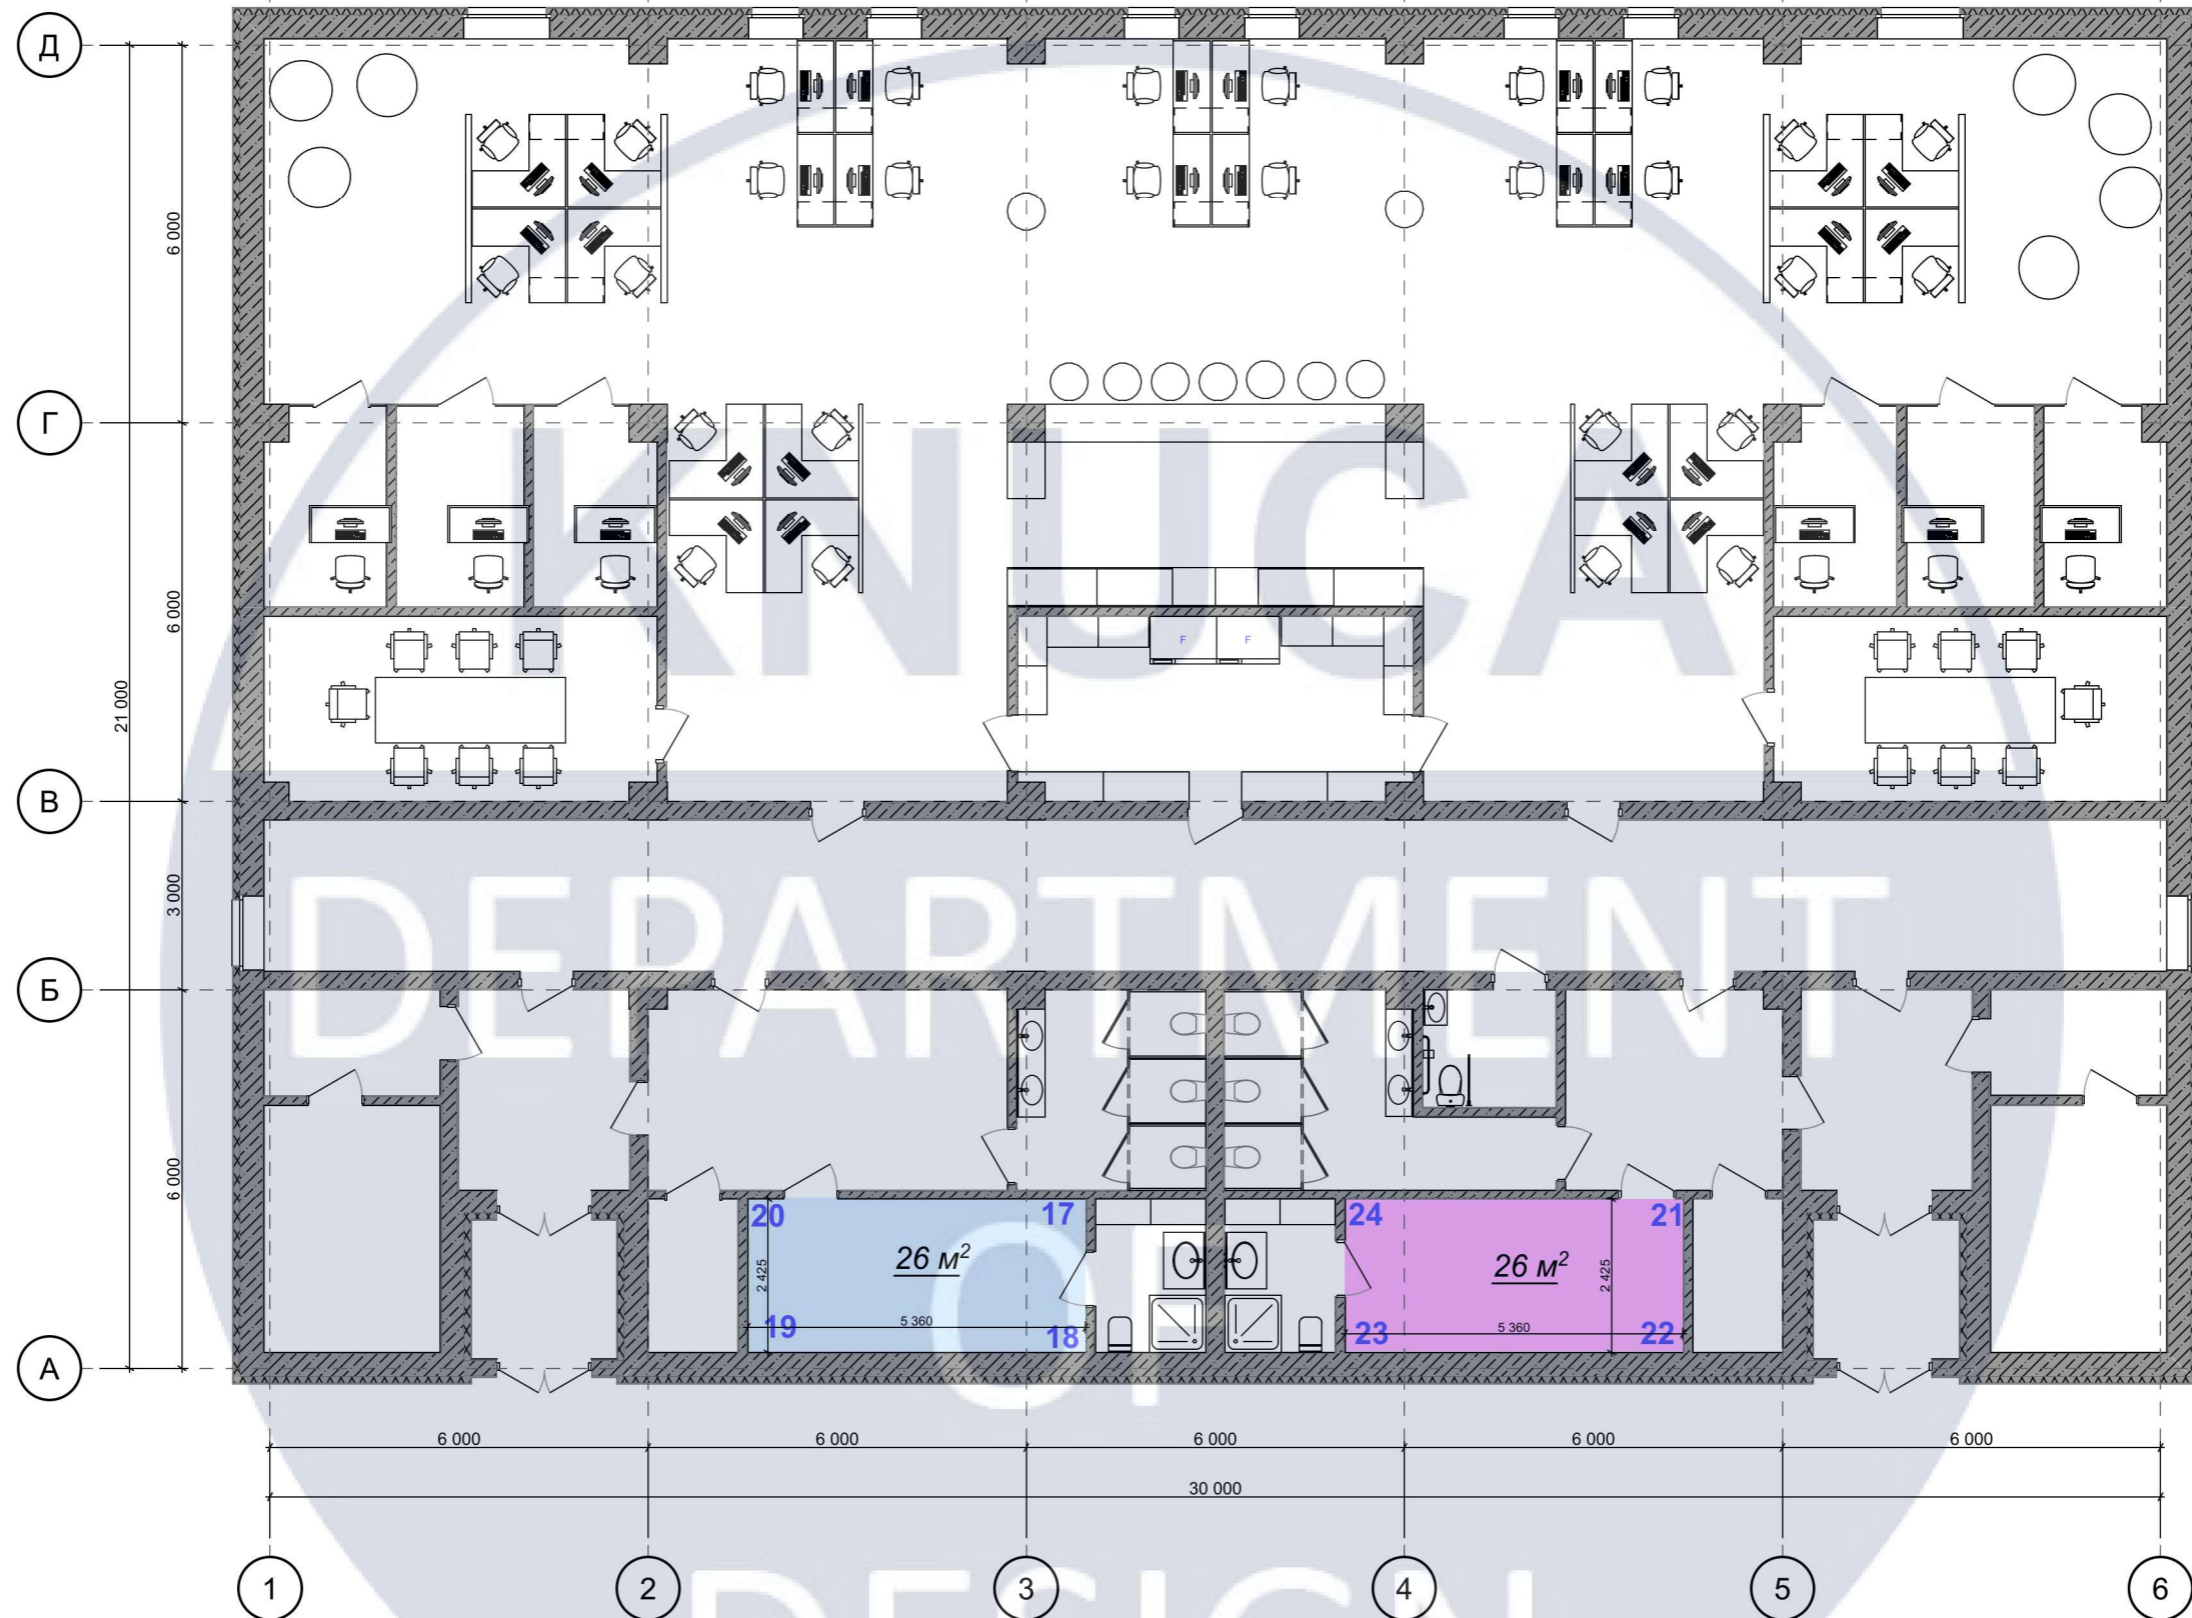 Д
6 000
Г
KNUCA
6 000
F F
21 000
В
3 000
DEPARTMENT
Б
6 000
20 17 24 21
26 м²
26 м²
2 425
2 425
OF
19 5 360 18 23 5 360 22
А
6 000 6 000 6 000 6 000 6 000
30 000
DESIGN
1 2 3 4 5 6